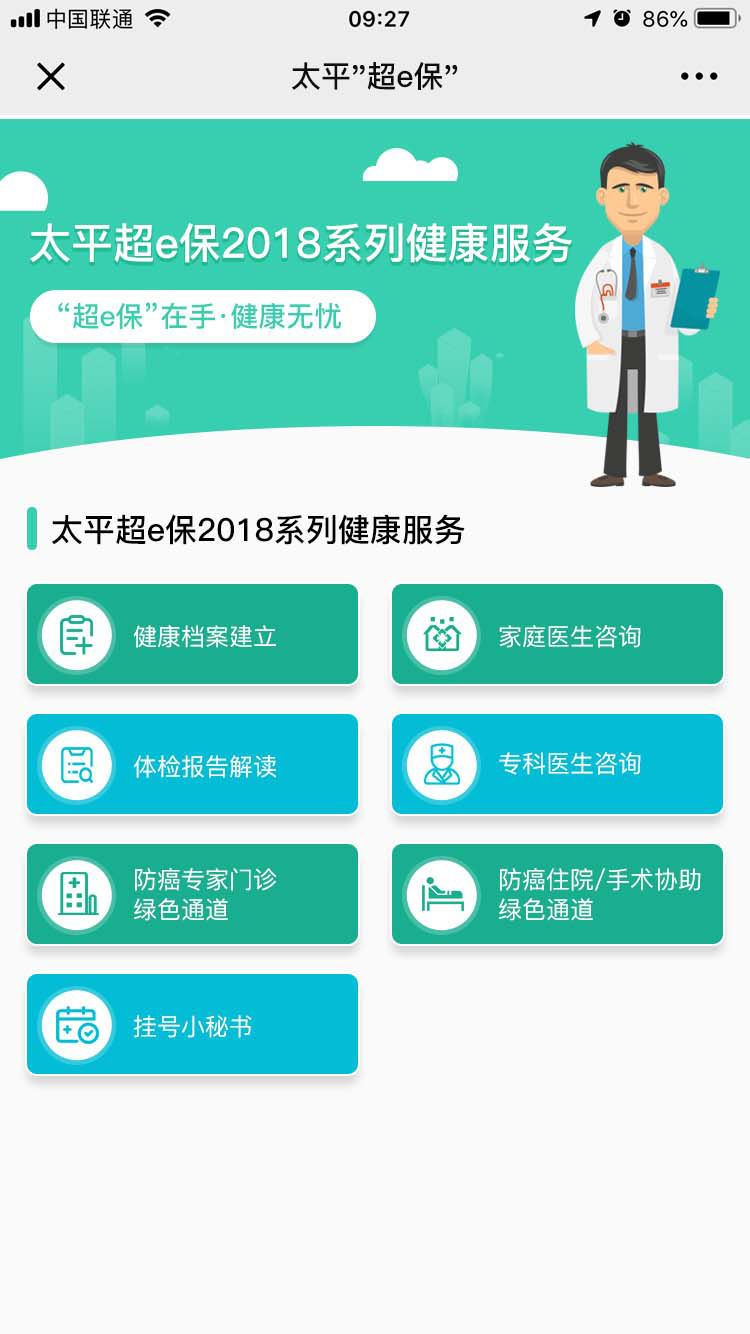 中国联通
09:27
86%
太平”超e保”
太平超e保2018系列健康服务
“超e保”在手·健康无忧
太平超e保2018系列健康服务
健康档案建立
家庭医生咨询
体检报告解读
专科医生咨询
防癌专家门诊
绿色通道
防癌住院/手术协助
绿色通道
挂号小秘书